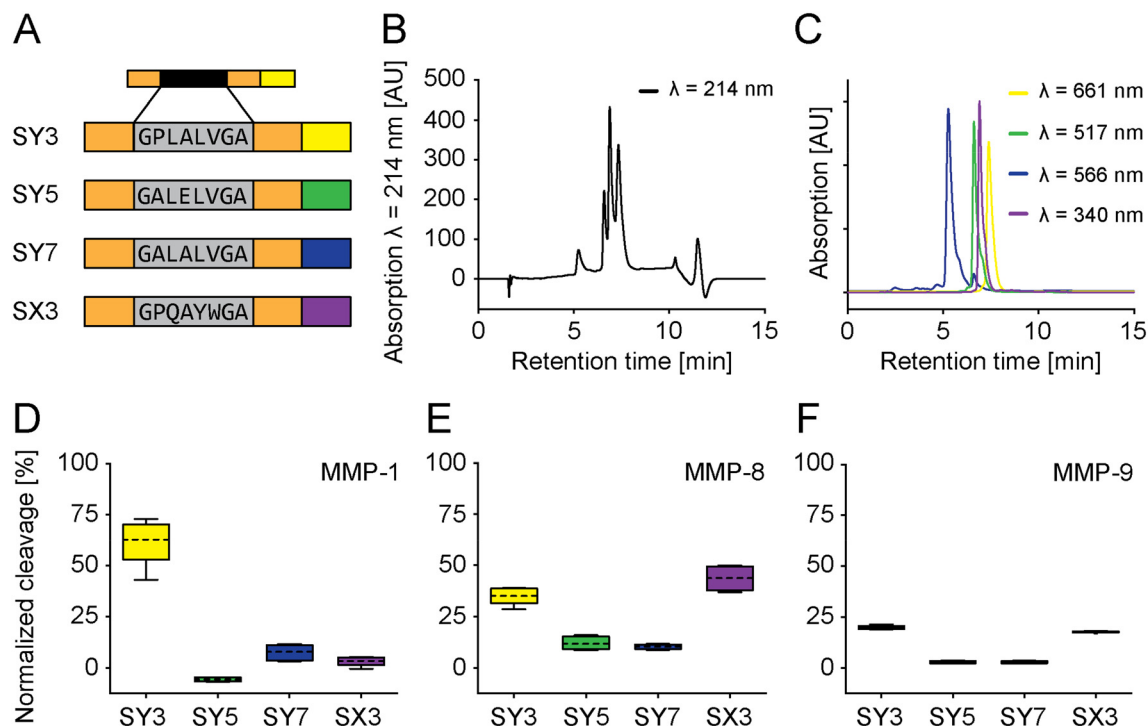 A
SY3 GPLALVGA
SY5 GALELVGA
SY7 GALALVGA
SX3 GPQAYWGA
B
Absorption λ = 214 nm [AU]
500
400
300
200
100
0
λ = 214 nm
0 5 10 15
Retention time [min]
C
Absorption [AU]
λ = 661 nm
λ = 517 nm
λ = 566 nm
λ = 340 nm
0 5 10 15
Retention time [min]
D
Normalized cleavage [%]
MMP-1
100
75
50
25
0
SY3 SY5 SY7 SX3
E
MMP-8
100
75
50
25
0
SY3 SY5 SY7 SX3
F
MMP-9
100
75
50
25
0
SY3 SY5 SY7 SX3